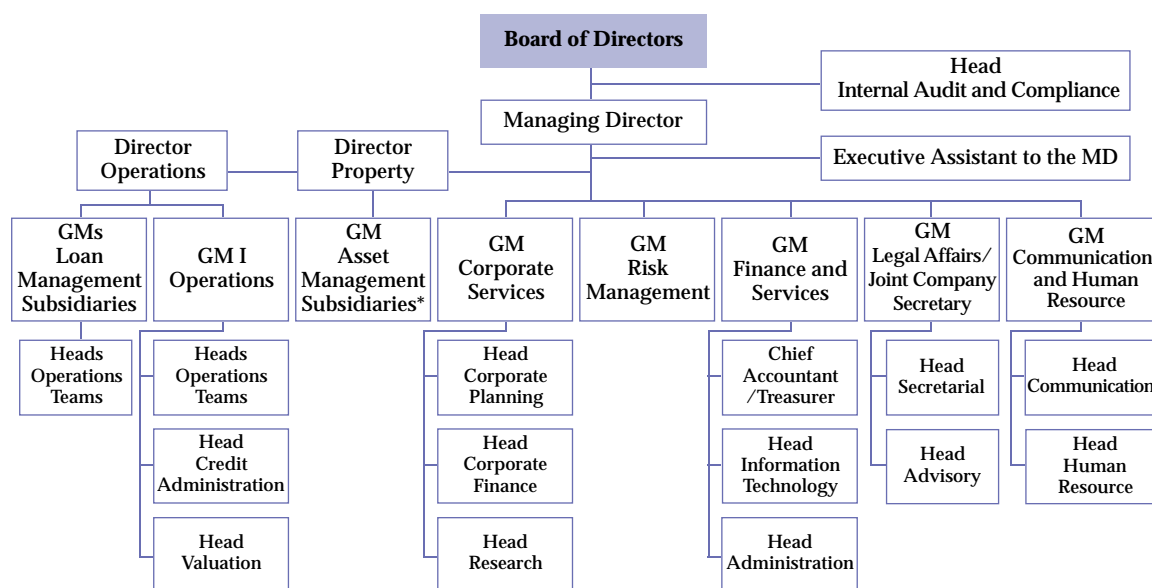 Board of Directors
Head
Internal Audit and Compliance
Managing Director
Director
Operations
Director
Property
Executive Assistant to the MD
GMs
Loan
Management
Subsidiaries
GM I
Operations
GM
Asset
Management
Subsidiaries*
GM
Corporate
Services
GM
Risk
Management
GM
Finance and
Services
GM
Legal Affairs/
Joint Company
Secretary
GM
Communication
and Human
Resource
Heads
Operations
Teams
Heads
Operations
Teams
Head
Corporate
Planning
Chief
Accountant
/Treasurer
Head
Secretarial
Head
Communication
Head
Credit
Administration
Head
Corporate
Finance
Head
Information
Technology
Head
Advisory
Head
Human
Resource
Head
Valuation
Head
Research
Head
Administration